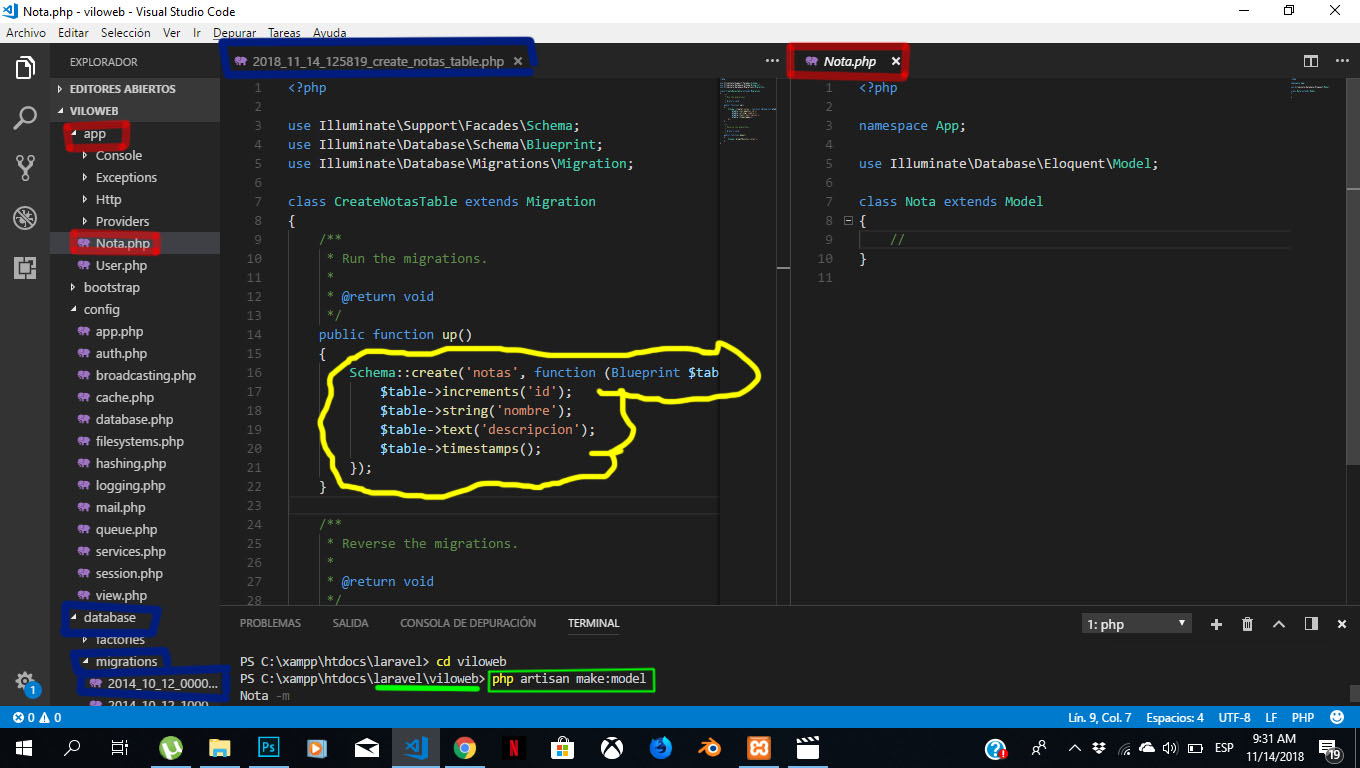 Nota.php - viloweb - Visual Studio Code
Archivo Editar Selección Ver Ir Depurar Tareas Ayuda
EXPLORADOR
EDITORES ABIERTOS
VILOWEB
app
Console
Exceptions
Http
Providers
Nota.php
User.php
bootstrap
config
app.php
auth.php
broadcasting.php
cache.php
database.php
filesystems.php
hashing.php
logging.php
mail.php
queue.php
services.php
session.php
view.php
database
factories
migrations
2014_10_12_0000...
2014_10_12_1000...
1
2018_11_14_125819_create_notas_table.php ×
1 <?php
2
3 use Illuminate\Support\Facades\Schema;
4 use Illuminate\Database\Schema\Blueprint;
5 use Illuminate\Database\Migrations\Migration;
6
7 class CreateNotasTable extends Migration
8 {
9 /**
10 * Run the migrations.
11 *
12 * @return void
13 */
14 public function up()
15 {
16 Schema::create('notas', function (Blueprint $tab
17 $table->increments('id');
18 $table->string('nombre');
19 $table->text('descripcion');
20 $table->timestamps();
21 });
22 }
23
24 /**
25 * Reverse the migrations.
26 *
27 * @return void
28 */
Nota.php ×
1 <?php
2
3 namespace App;
4
5 use Illuminate\Database\Eloquent\Model;
6
7 class Nota extends Model
8 {
9 //
10 }
11
PROBLEMAS SALIDA CONSOLA DE DEPURACIÓN TERMINAL 1: php
PS C:\xampp\htdocs\laravel> cd viloweb
PS C:\xampp\htdocs\laravel\viloweb> php artisan make:model
Nota -m
0 0 Lín. 9, Col. 7 Espacios: 4 UTF-8 LF PHP
Ps N ESP 9:31 AM
11/14/2018 19